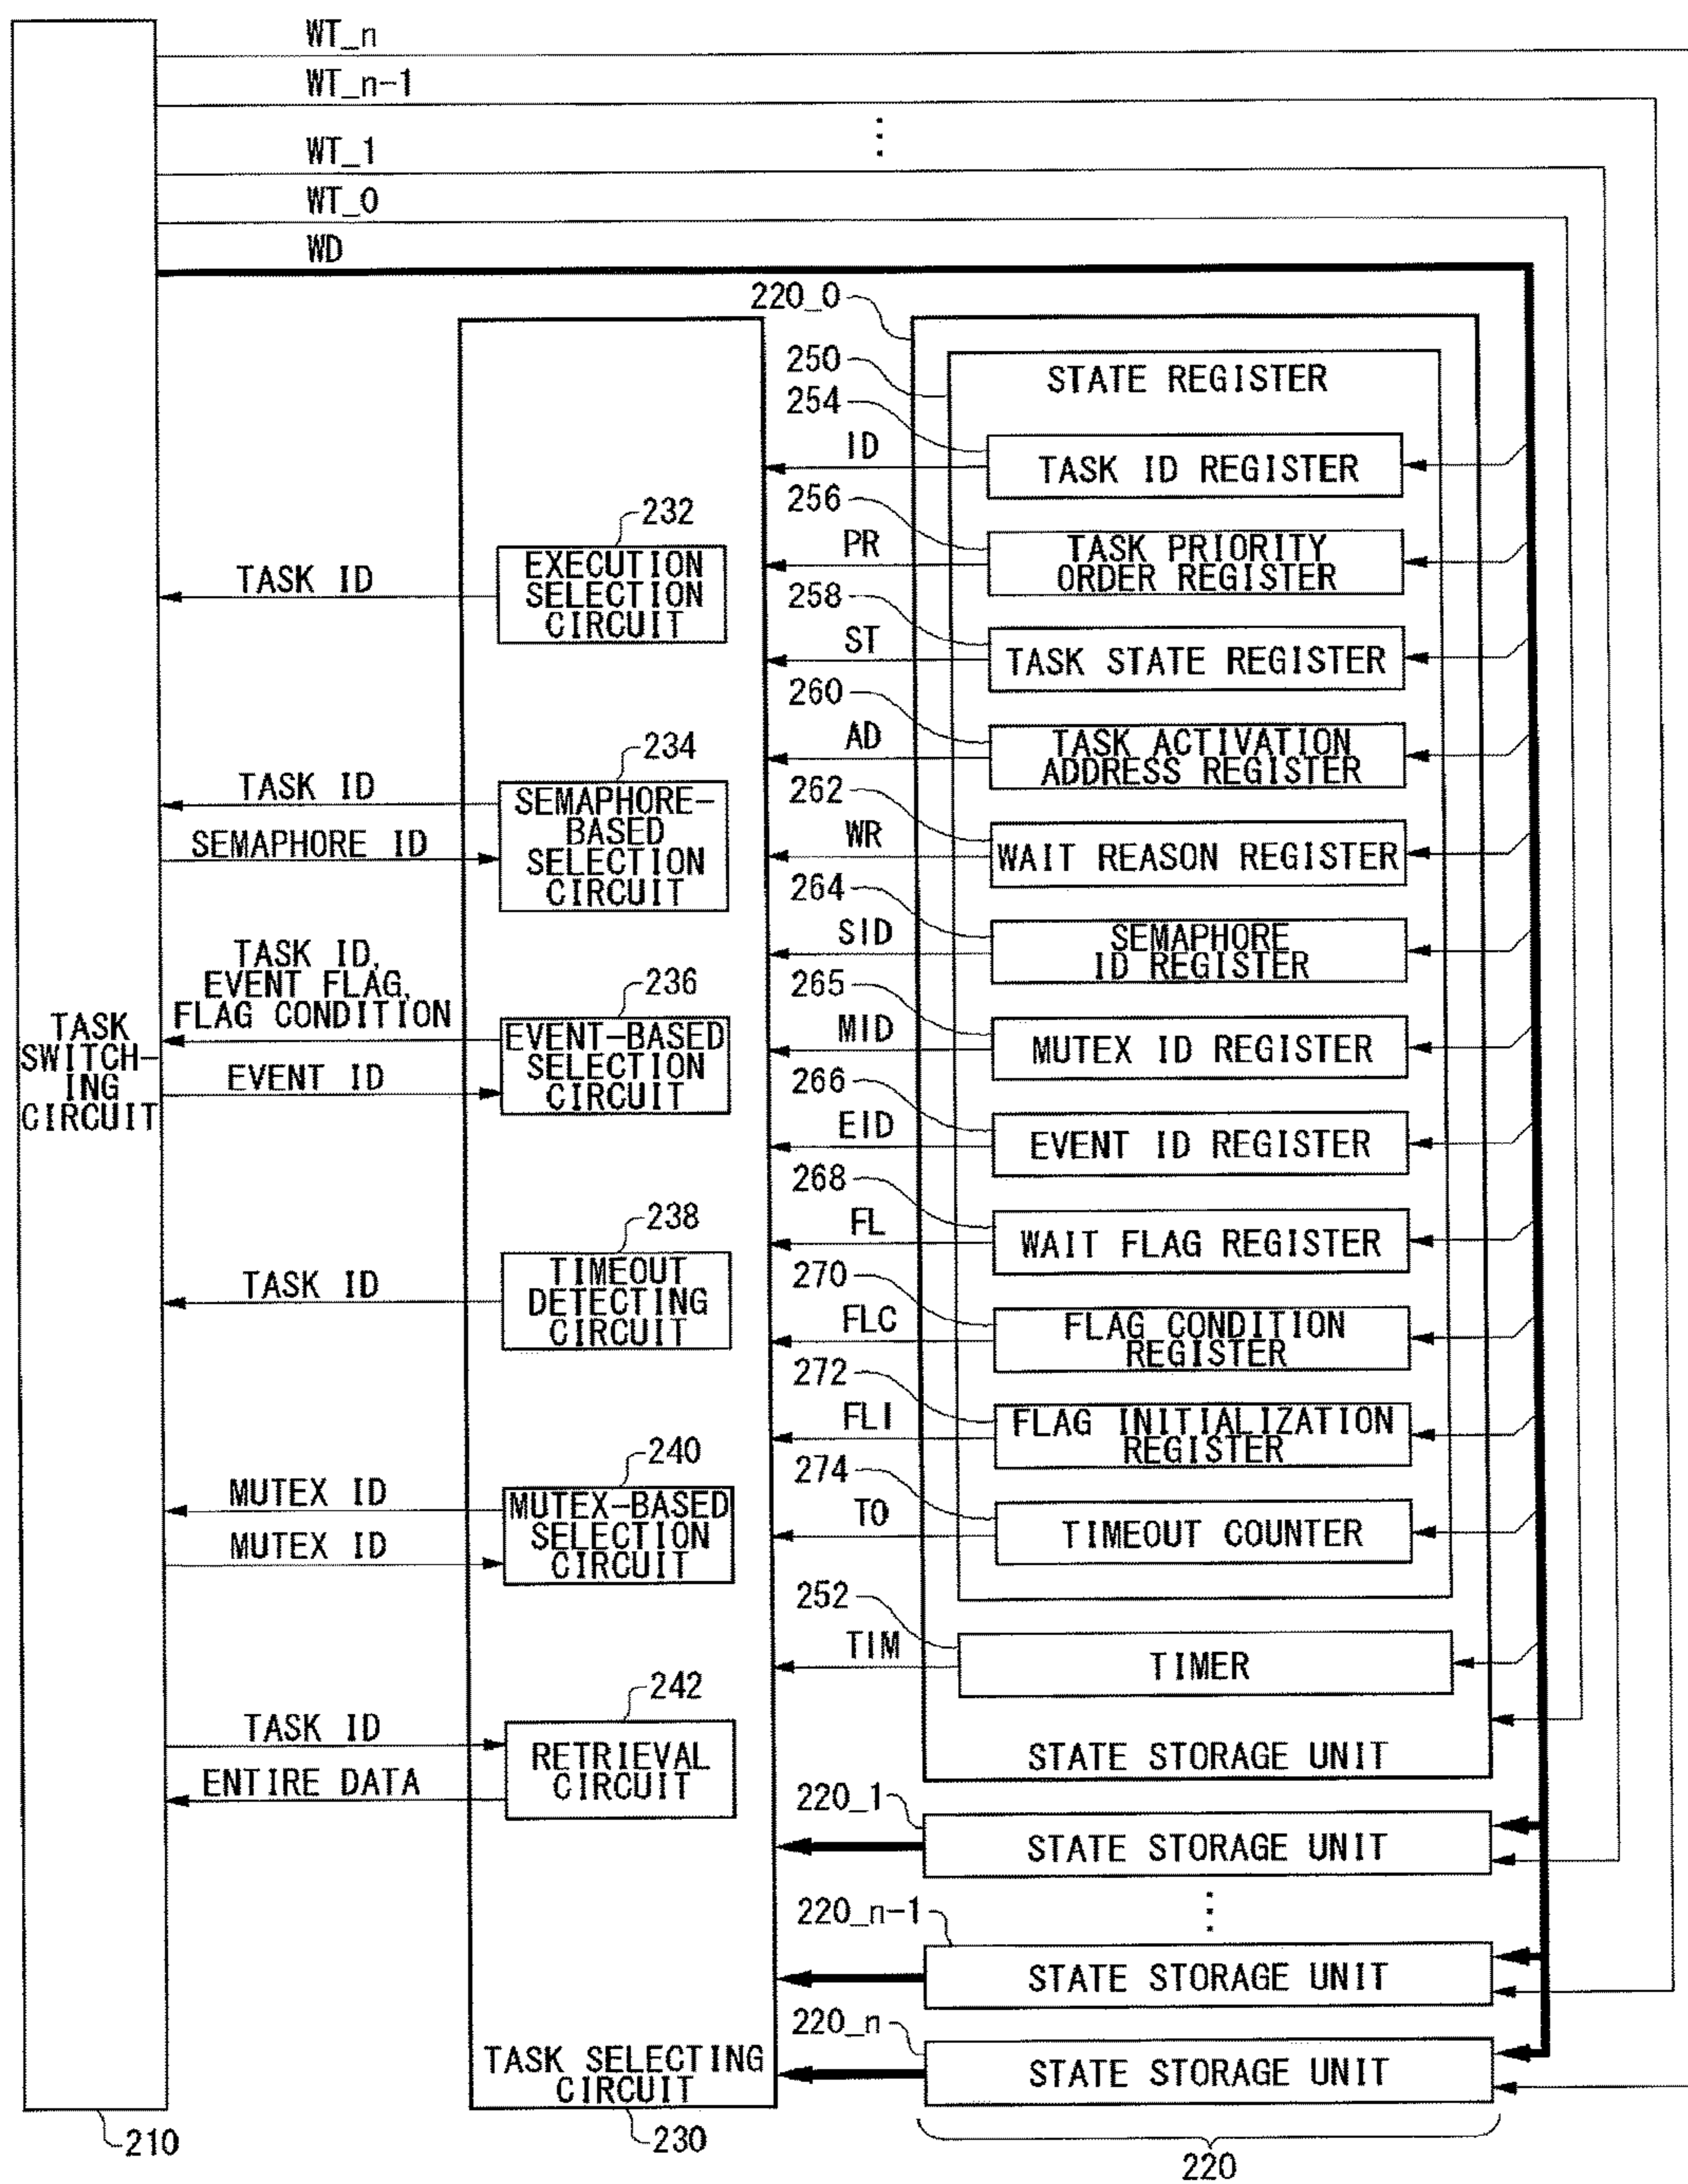 WT_n
WT_n-1
WT_1
WT_0
WD
220_0
250
STATE REGISTER
254
ID
TASK ID REGISTER
232
256
PR
TASK PRIORITY
ORDER REGISTER
TASK ID
EXECUTION
SELECTION
CIRCUIT
258
ST
TASK STATE REGISTER
260
AD
TASK ACTIVATION
ADDRESS REGISTER
234
TASK ID
SEMAPHORE ID
SEMAPHORE-
BASED
SELECTION
CIRCUIT
262
WR
WAIT REASON REGISTER
264
SID
SEMAPHORE
ID REGISTER
TASK ID,
EVENT FLAG,
FLAG CONDITION
236
265
MID
MUTEX ID REGISTER
TASK
SWITCH-
ING
CIRCUIT
EVENT ID
EVENT-BASED
SELECTION
CIRCUIT
266
EID
EVENT ID REGISTER
268
FL
WAIT FLAG REGISTER
238
TASK ID
TIMEOUT
DETECTING
CIRCUIT
270
FLC
FLAG CONDITION
REGISTER
272
FLI
FLAG INITIALIZATION
REGISTER
240
MUTEX ID
MUTEX ID
MUTEX-BASED
SELECTION
CIRCUIT
274
TO
TIMEOUT COUNTER
252
TIM
TIMER
242
TASK ID
ENTIRE DATA
RETRIEVAL
CIRCUIT
STATE STORAGE UNIT
220_1
STATE STORAGE UNIT
220_n-1
STATE STORAGE UNIT
220_n
STATE STORAGE UNIT
TASK SELECTING
CIRCUIT
210
230
220